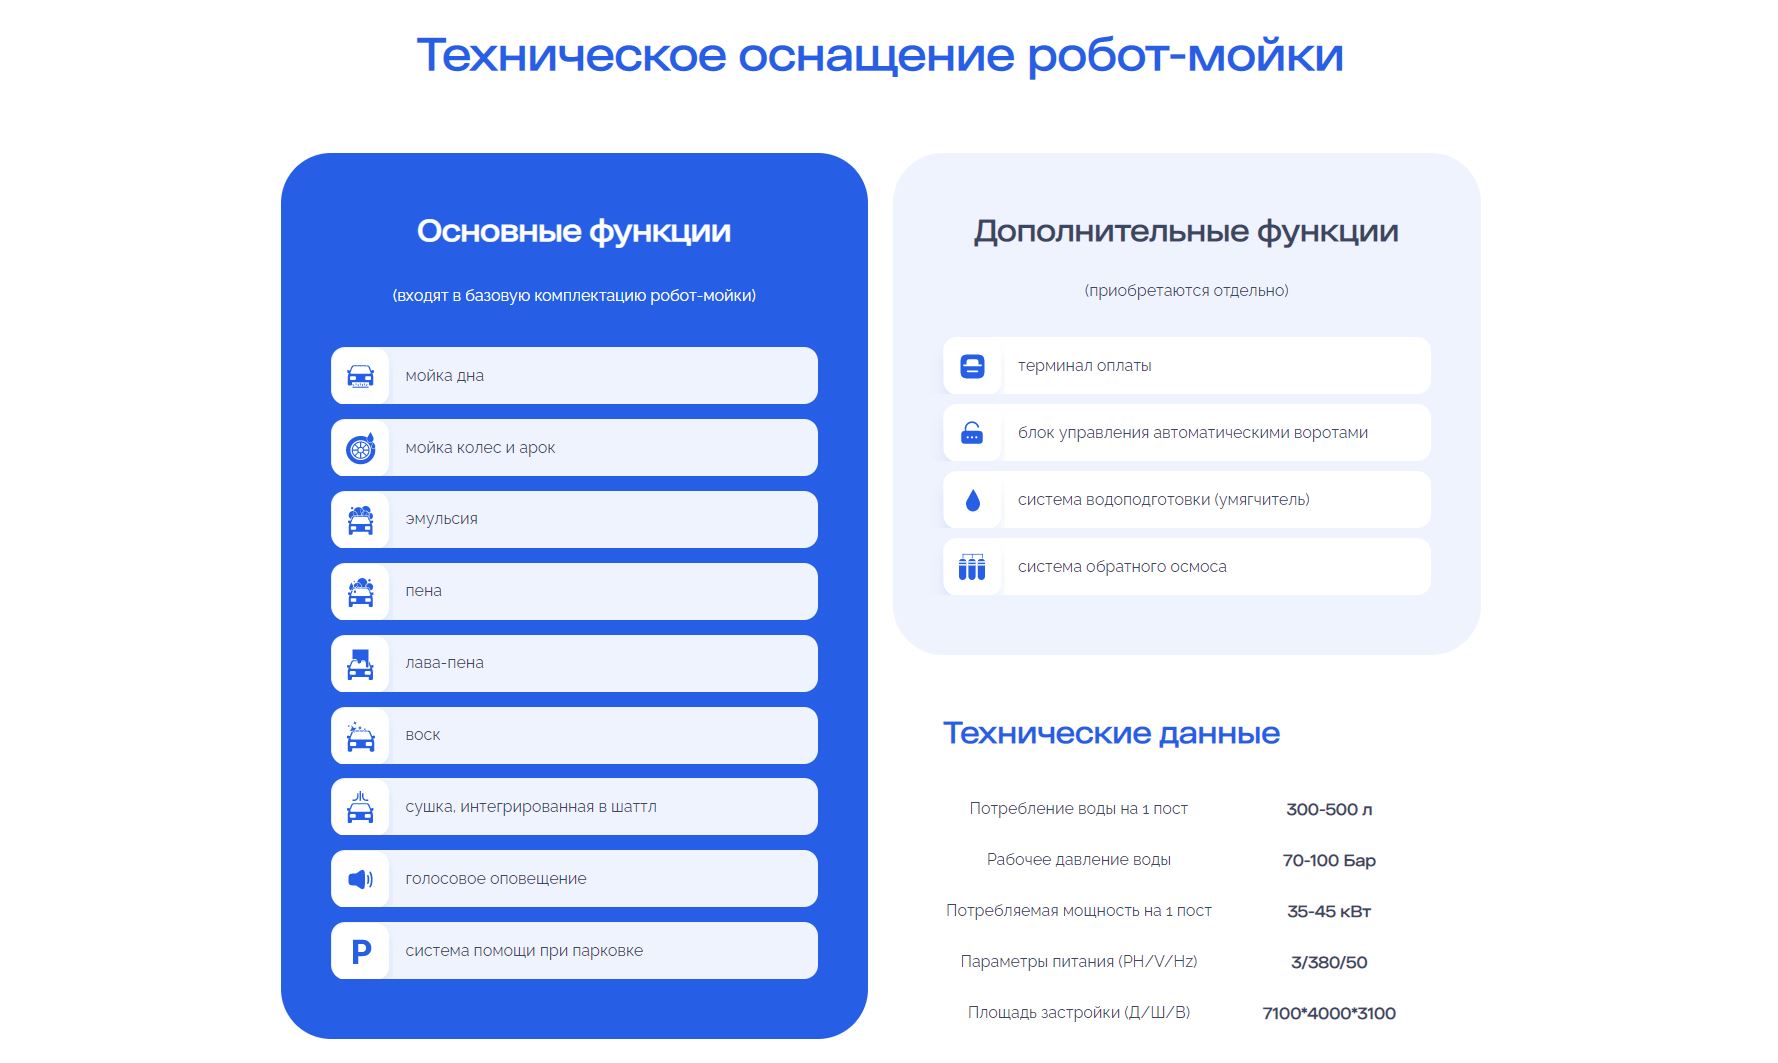 Техническое оснащение робот-мойки
Основные функции
(входят в базовую комплектацию робот-мойки)
мойка дна
мойка колес и арок
эмульсия
пена
лава-пена
воск
сушка, интегрированная в шаттл
голосовое оповещение
P
система помощи при парковке
Дополнительные функции
(приобретаются отдельно)
терминал оплаты
блок управления автоматическими воротами
система водоподготовки (умягчитель)
система обратного осмоса
Технические данные
Потребление воды на 1 пост 300-500 л
Рабочее давление воды 70-100 Бар
Потребляемая мощность на 1 пост 35-45 кВт
Параметры питания (PH/V/Hz) 3/380/50
Площадь застройки (Д/Ш/В) 7100*4000*3100